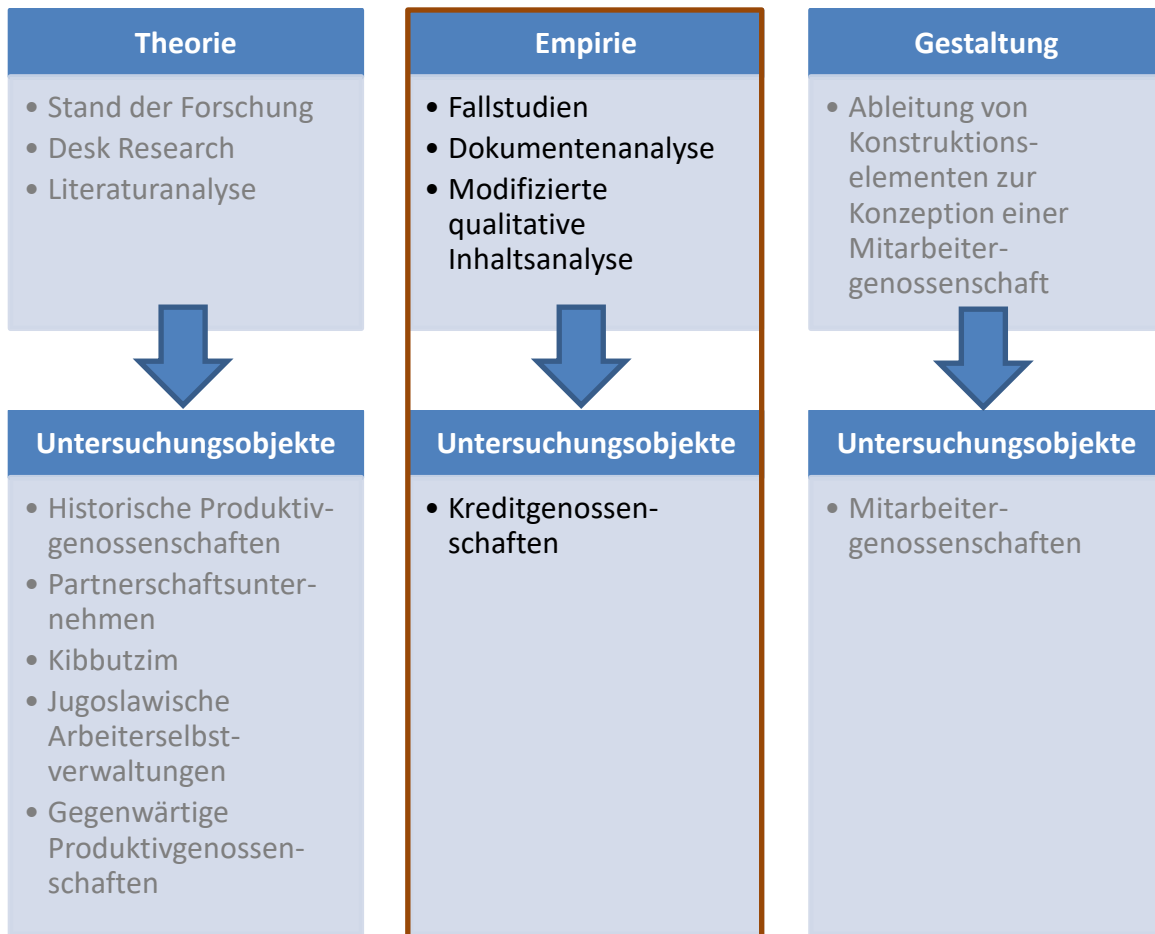 Theorie
• Stand der Forschung
• Desk Research
• Literaturanalyse
Untersuchungsobjekte
• Historische Produktiv-
genossenschaften
• Partnerschaftsunter-
nehmen
• Kibbutzim
• Jugoslawische
Arbeiterselbst-
verwaltungen
• Gegenwärtige
Produktivgenossen-
schaften
Empirie
• Fallstudien
• Dokumentenanalyse
• Modifizierte
qualitative
Inhaltsanalyse
Untersuchungsobjekte
• Kreditgenossen-
schaften
Gestaltung
• Ableitung von
Konstruktions-
elementen zur
Konzeption einer
Mitarbeiter-
genossenschaft
Untersuchungsobjekte
• Mitarbeiter-
genossenschaften